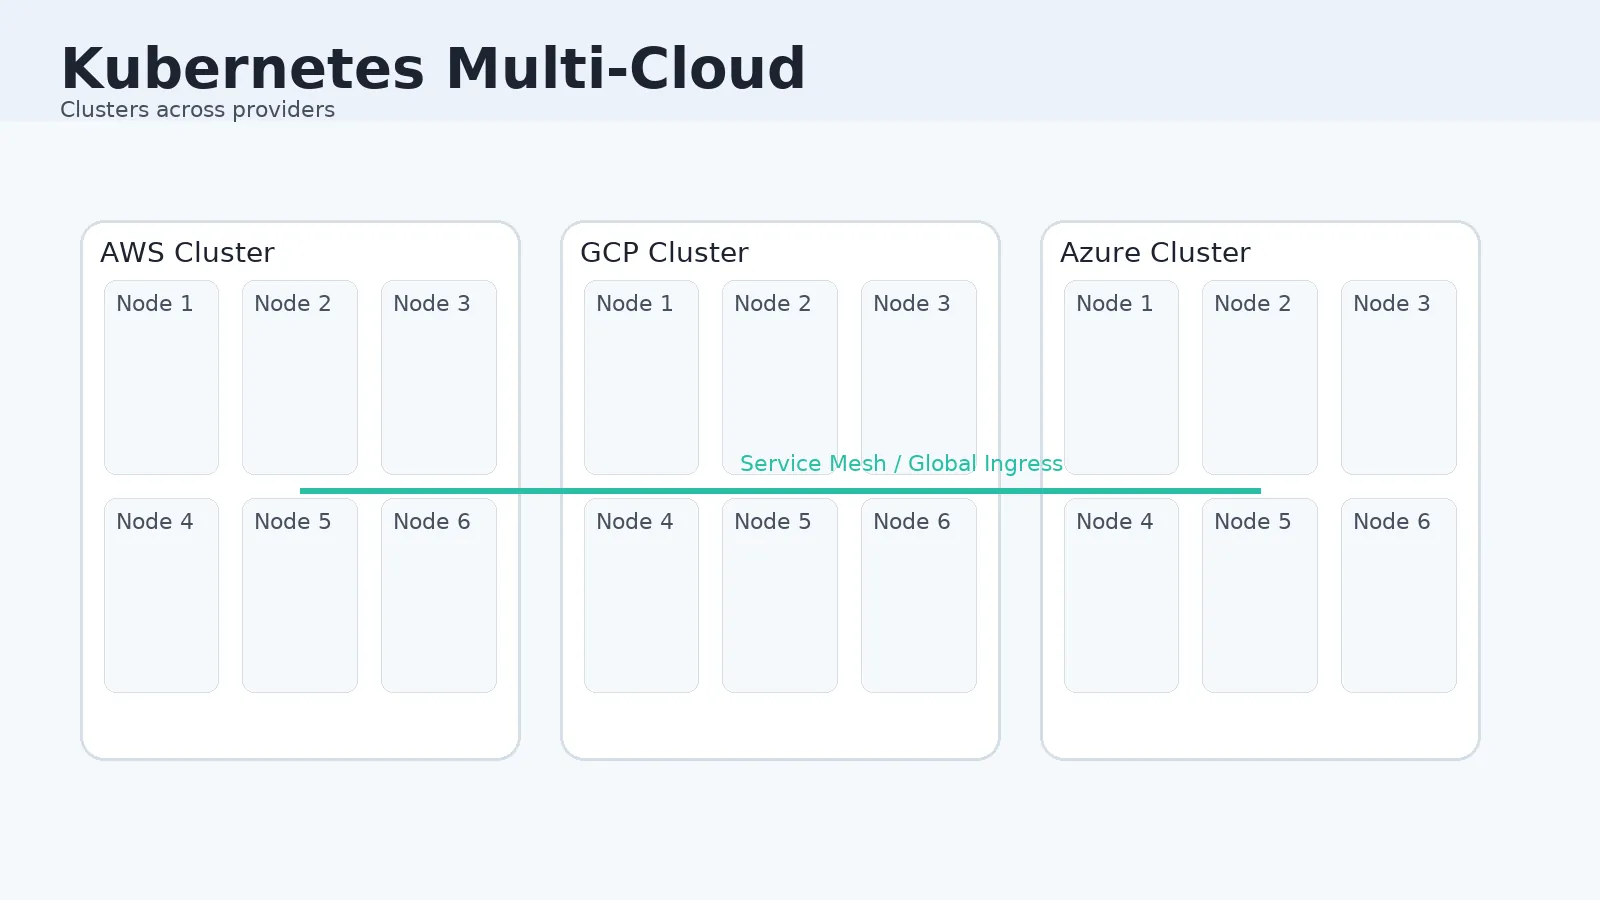 Kubernetes Multi-Cloud
Clusters across providers
AWS Cluster
Node 1
Node 2
Node 3
Node 4
Node 5
Node 6
GCP Cluster
Node 1
Node 2
Node 3
Service Mesh / Global Ingress
Node 4
Node 5
Node 6
Azure Cluster
Node 1
Node 2
Node 3
Node 4
Node 5
Node 6